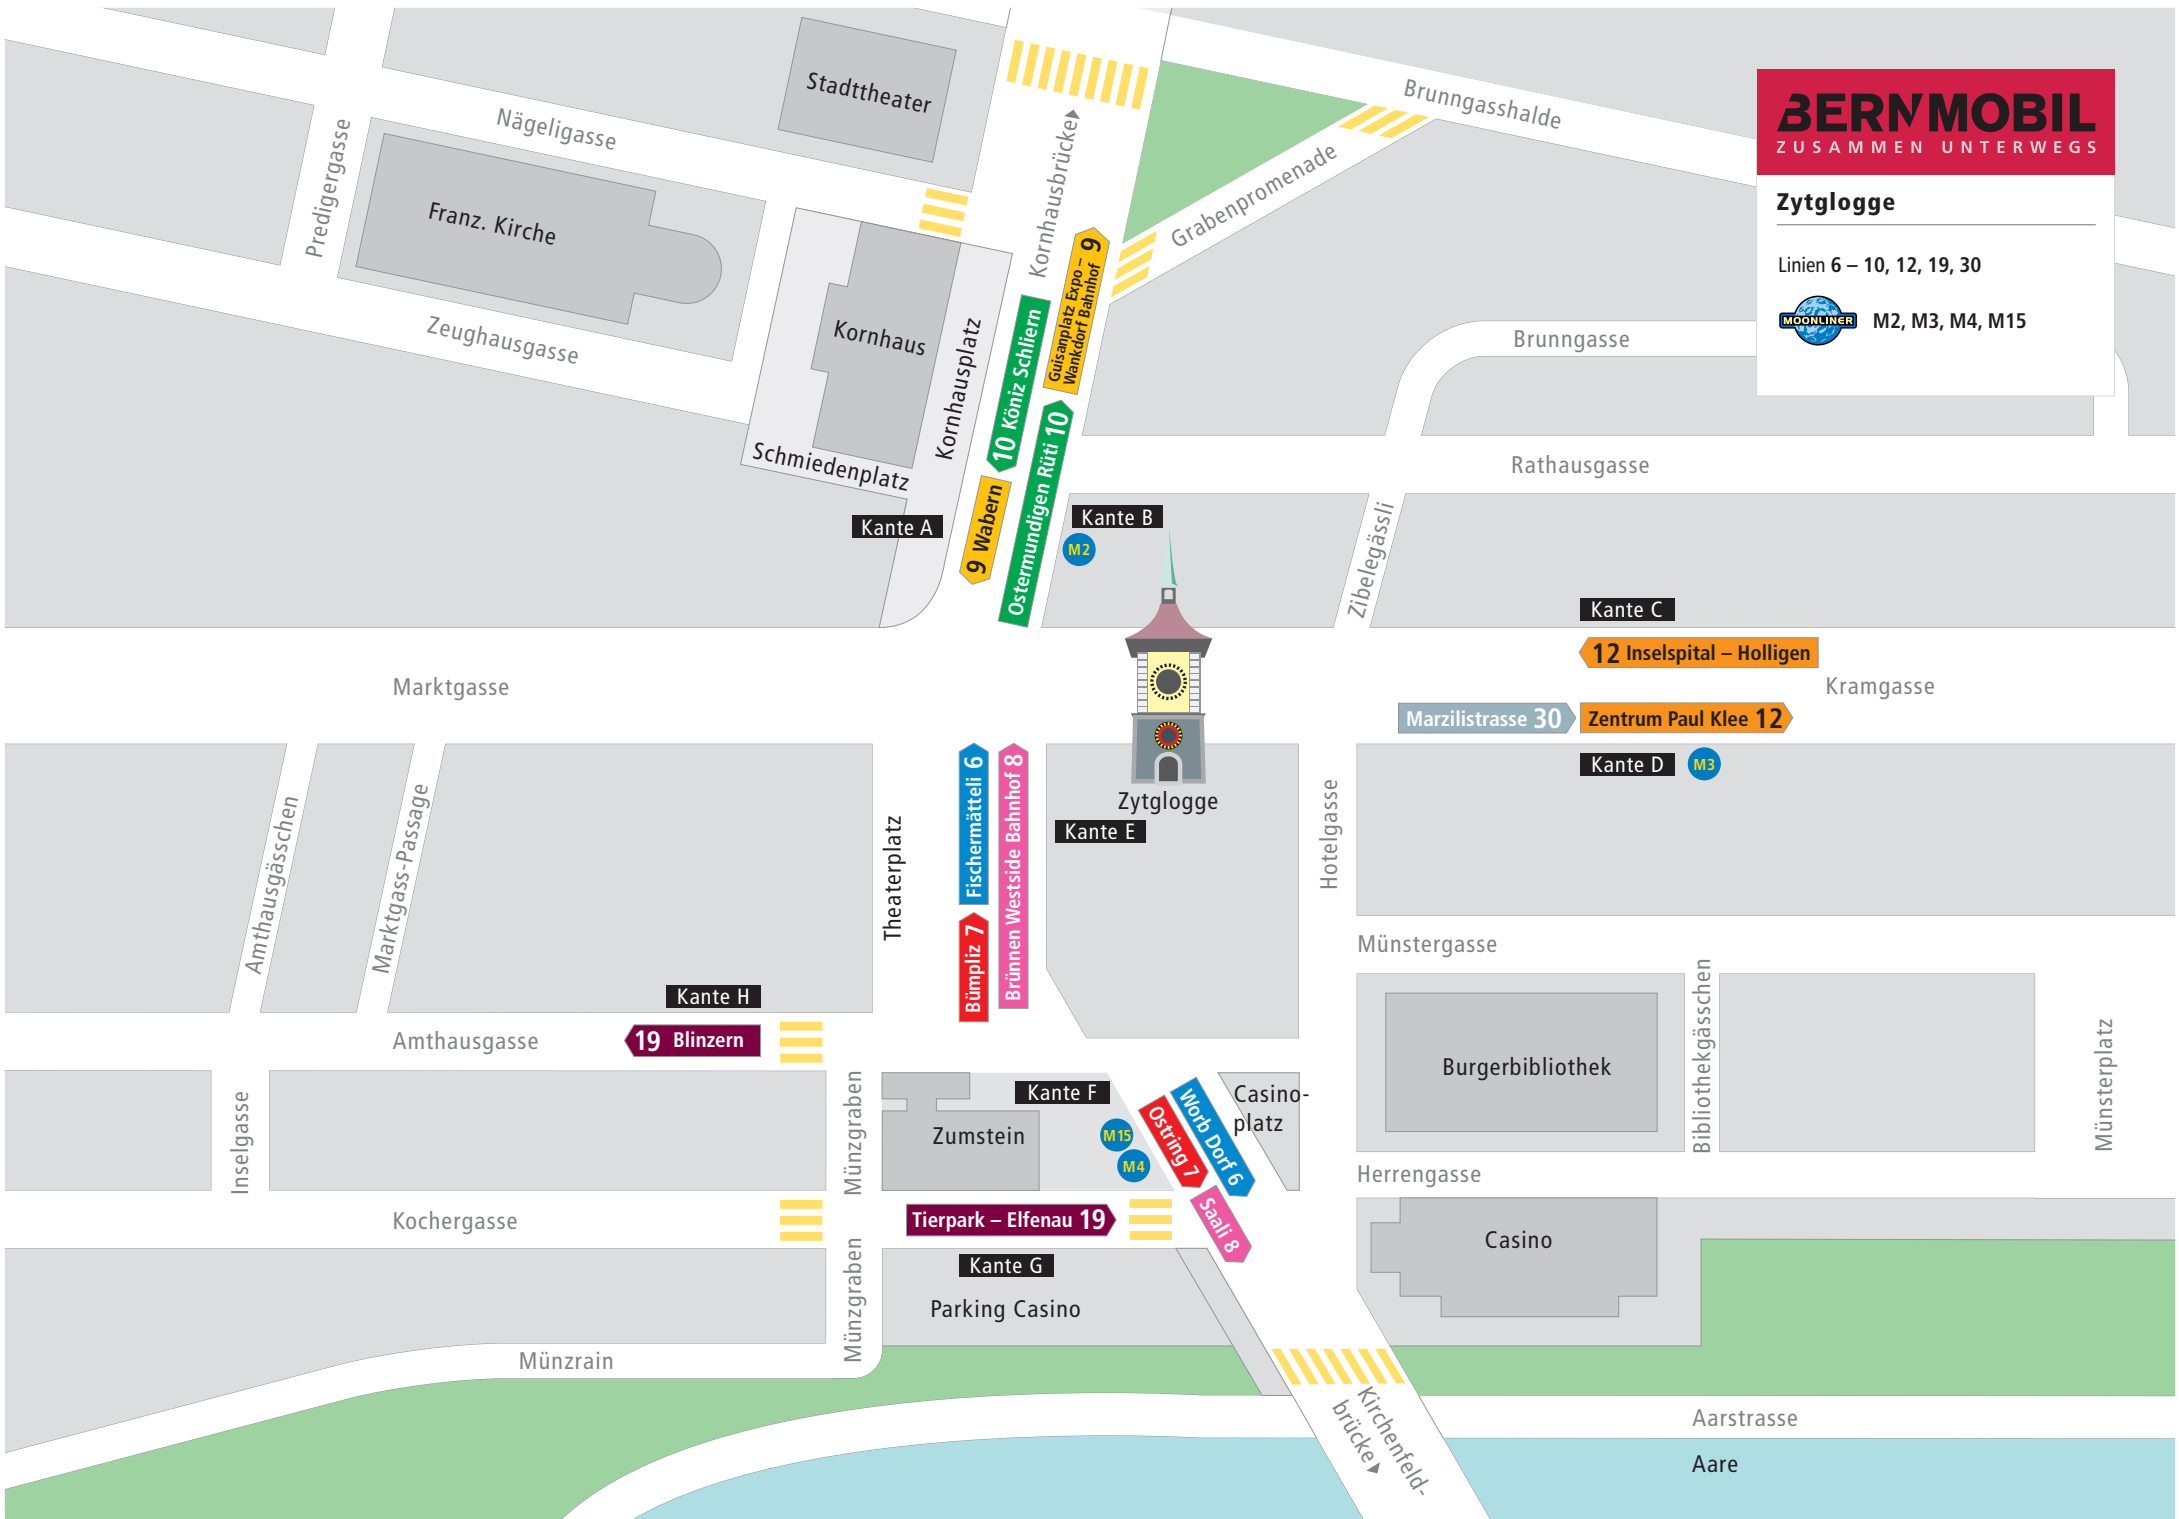 BERNMOBIL
ZUSAMMEN UNTERWEGS
Zytglogge
Linien 6 – 10, 12, 19, 30
MOONLINER
M2, M3, M4, M15
Stadttheater
Brunngasshalde
Nägeligasse
Predigergasse
Kornhausbrücke
Grabenpromenade
Franz. Kirche
Zeughausgasse
Kornhaus
Kornhausplatz
Schmiedenplatz
10 Köniz Schliern
Guisanplatz Expo –
Wankdorf Bahnhof
9
Ostermundigen Rüti 10
9 Wabern
Brunngasse
Rathausgasse
Kante A
Kante B
M2
Zibelegässli
Kante C
12 Inselspital – Holligen
Marktgasse
Kramgasse
Marzilistrasse 30
Zentrum Paul Klee 12
Kante D
M3
Zytglogge
Kante E
Fischermätteli 6
Brünnen Westside Bahnhof 8
Bümpliz 7
Theaterplatz
Hotelgasse
Amthausgässchen
Marktgass-Passage
Münstergasse
Kante H
19 Blinzern
Amthausgasse
Inselgasse
Münzgraben
Kante F
Zumstein
M15
M4
Ostring 7
Worb Dorf 6
Saali 8
Casino-
platz
Burgerbibliothek
Bibliothekgässchen
Münsterplatz
Herrengasse
Kochergasse
Tierpark – Elfenau 19
Kante G
Parking Casino
Casino
Münzgraben
Münzrain
Kirchenfeld-
brücke
Aarstrasse
Aare